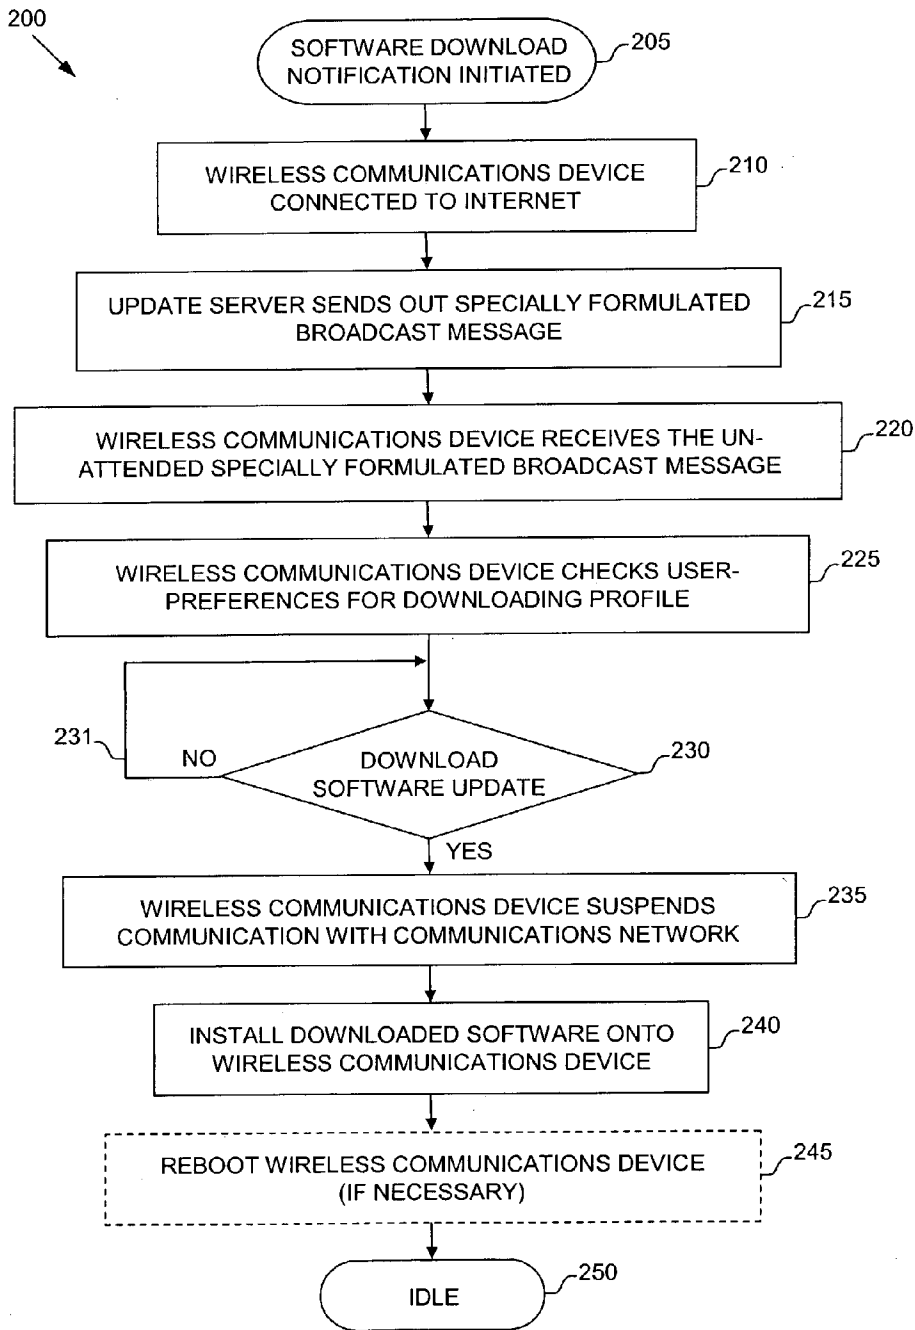 200
SOFTWARE DOWNLOAD
NOTIFICATION INITIATED
205
WIRELESS COMMUNICATIONS DEVICE
CONNECTED TO INTERNET
210
UPDATE SERVER SENDS OUT SPECIALLY FORMULATED
BROADCAST MESSAGE
215
WIRELESS COMMUNICATIONS DEVICE RECEIVES THE UN-
ATTENDED SPECIALLY FORMULATED BROADCAST MESSAGE
220
WIRELESS COMMUNICATIONS DEVICE CHECKS USER-
PREFERENCES FOR DOWNLOADING PROFILE
225
231
NO
DOWNLOAD
SOFTWARE UPDATE
230
YES
WIRELESS COMMUNICATIONS DEVICE SUSPENDS
COMMUNICATION WITH COMMUNICATIONS NETWORK
235
INSTALL DOWNLOADED SOFTWARE ONTO
WIRELESS COMMUNICATIONS DEVICE
240
REBOOT WIRELESS COMMUNICATIONS DEVICE
(IF NECESSARY)
245
IDLE
250